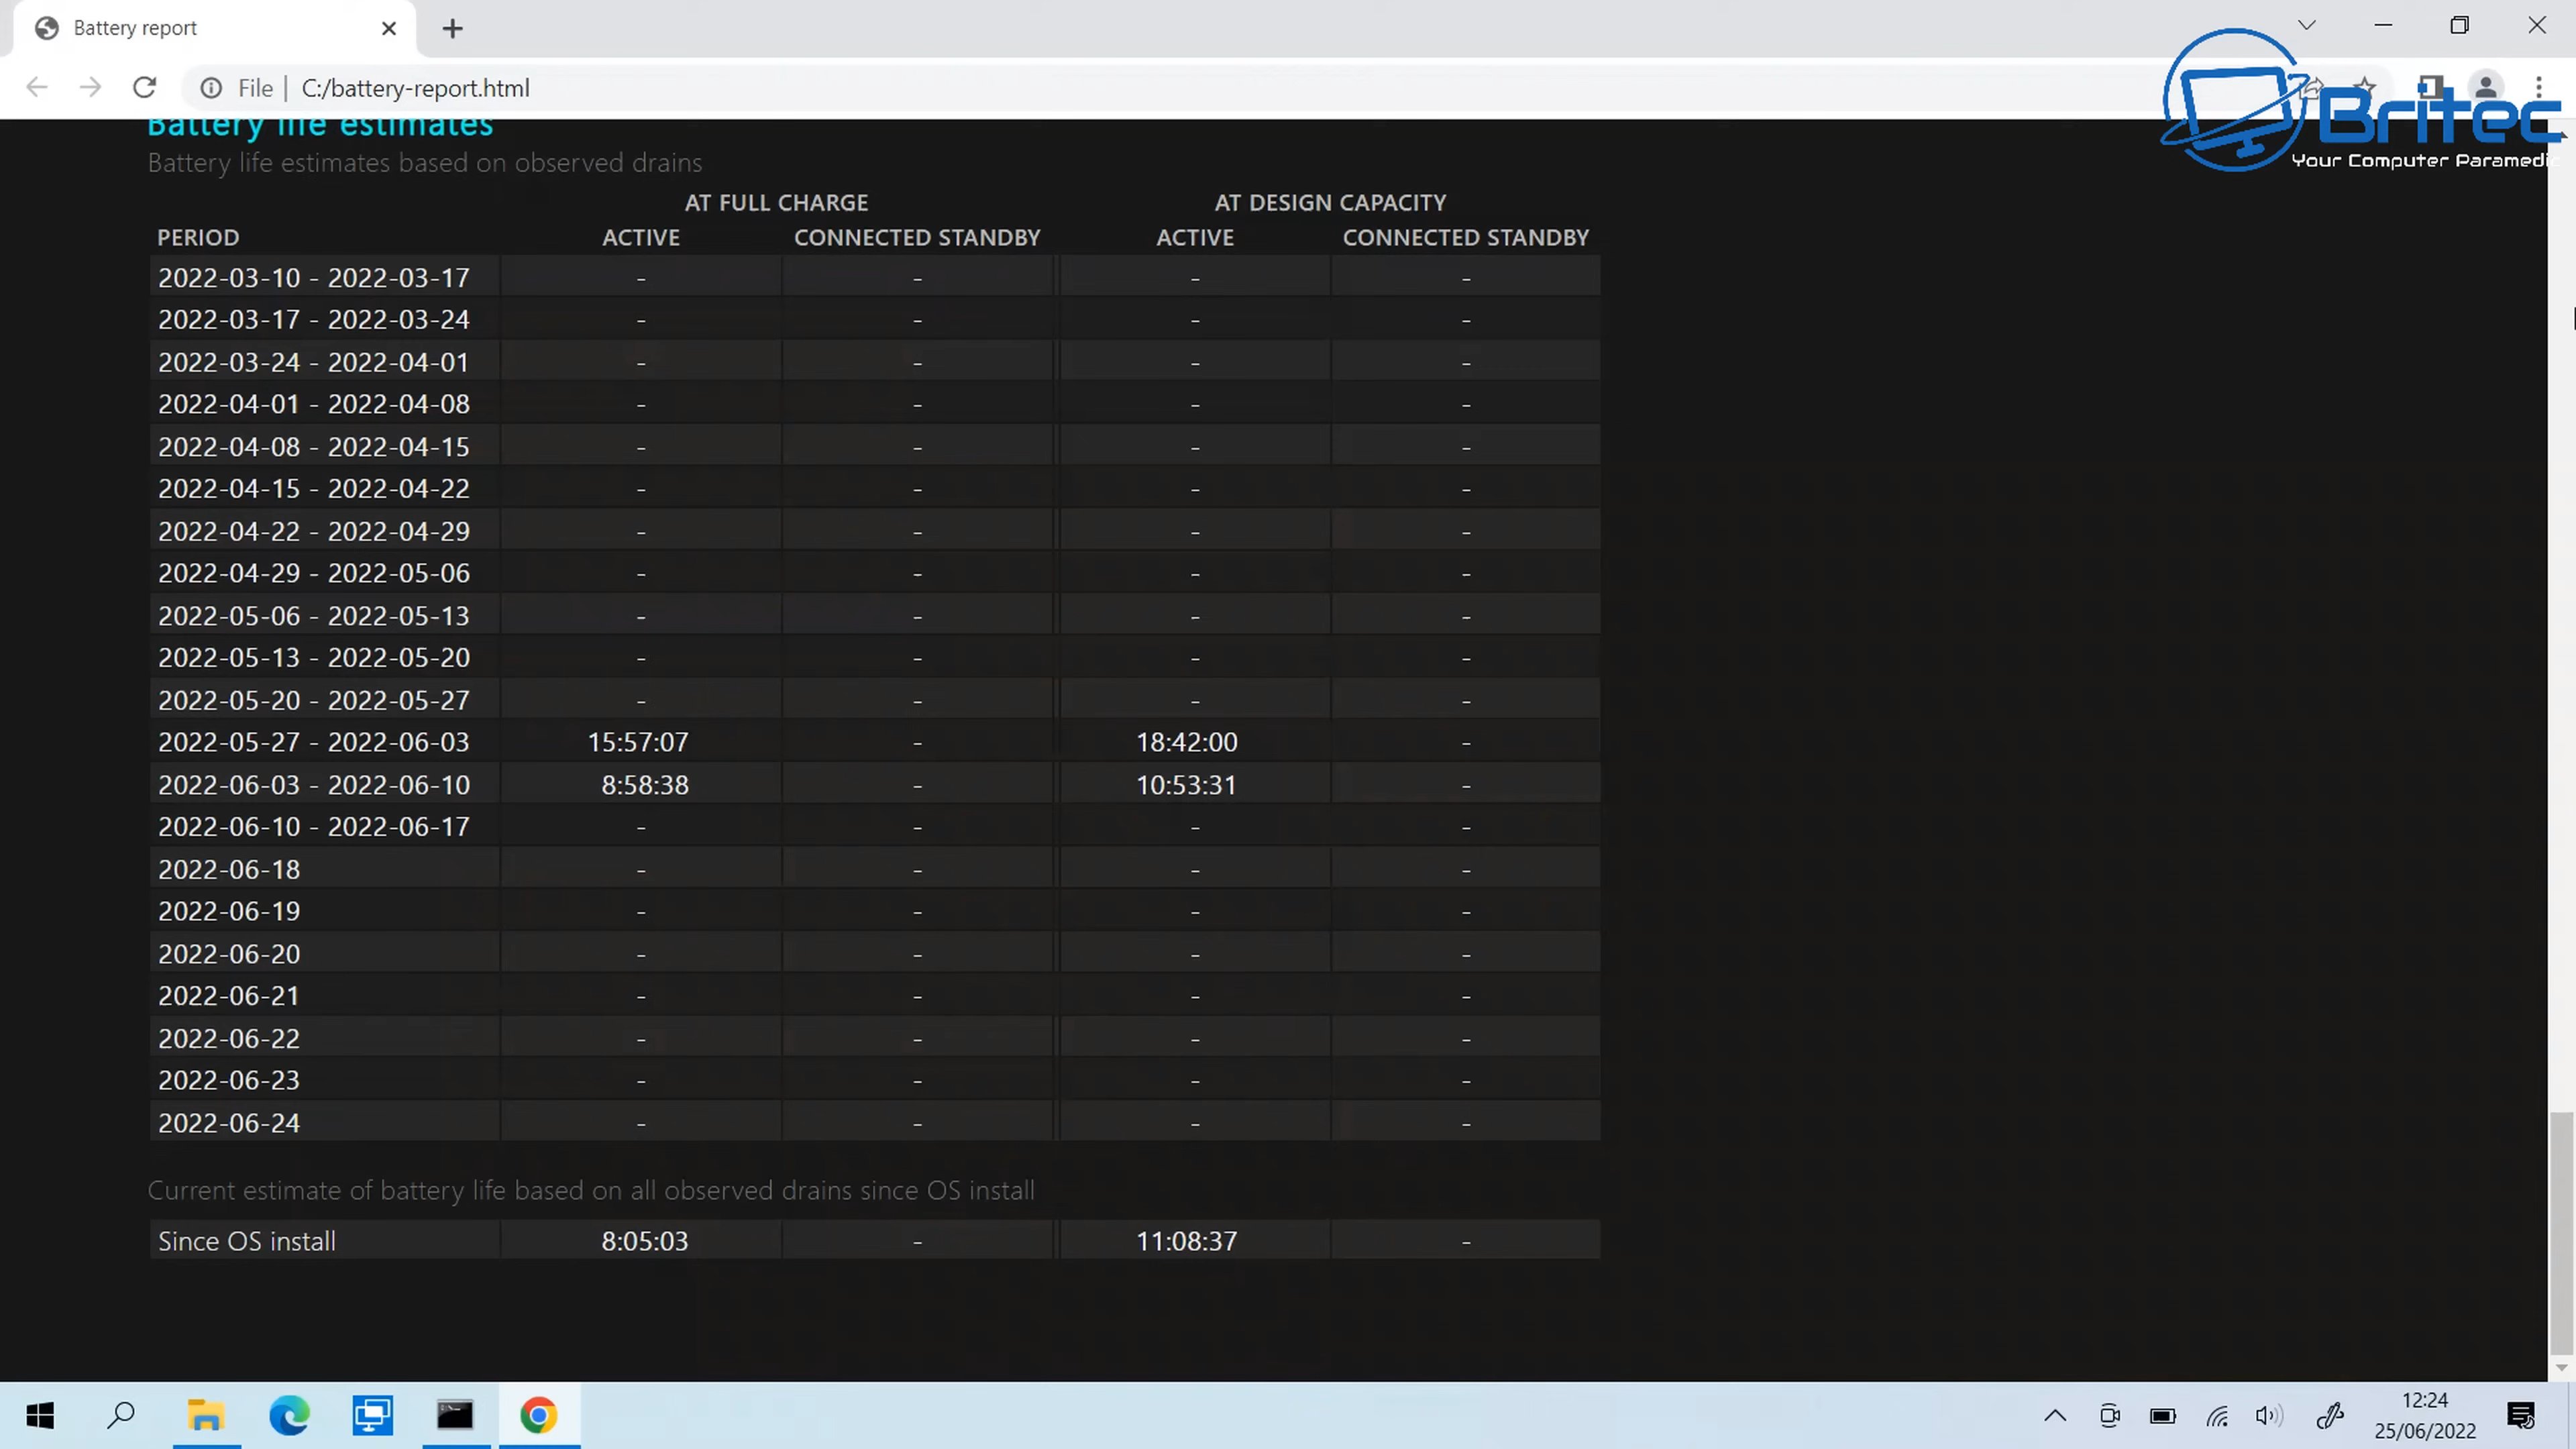 Battery report
File | C:/battery-report.html
Britec
Your Computer Paramedic
Battery life estimates
Battery life estimates based on observed drains
AT FULL CHARGE AT DESIGN CAPACITY
PERIOD ACTIVE CONNECTED STANDBY ACTIVE CONNECTED STANDBY
2022-03-10 - 2022-03-17 - - - -
2022-03-17 - 2022-03-24 - - - -
2022-03-24 - 2022-04-01 - - - -
2022-04-01 - 2022-04-08 - - - -
2022-04-08 - 2022-04-15 - - - -
2022-04-15 - 2022-04-22 - - - -
2022-04-22 - 2022-04-29 - - - -
2022-04-29 - 2022-05-06 - - - -
2022-05-06 - 2022-05-13 - - - -
2022-05-13 - 2022-05-20 - - - -
2022-05-20 - 2022-05-27 - - - -
2022-05-27 - 2022-06-03 15:57:07 - 18:42:00 -
2022-06-03 - 2022-06-10 8:58:38 - 10:53:31 -
2022-06-10 - 2022-06-17 - - - -
2022-06-18 - - - -
2022-06-19 - - - -
2022-06-20 - - - -
2022-06-21 - - - -
2022-06-22 - - - -
2022-06-23 - - - -
2022-06-24 - - - -
Current estimate of battery life based on all observed drains since OS install
Since OS install 8:05:03 - 11:08:37 -
12:24
25/06/2022